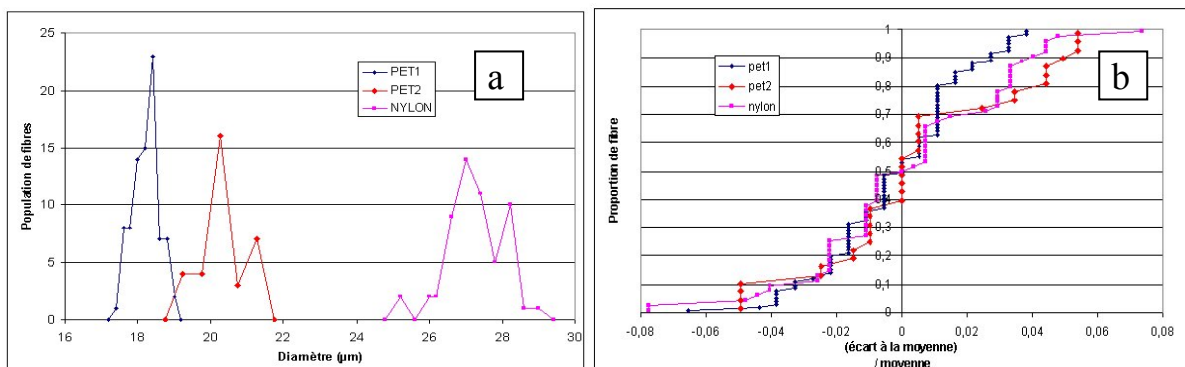 25
20
15
10
5
0
Population de fibres
PET1
PET2
NYLON
a
16 18 20 22 24 26 28 30
Diamètre (µm)
1
0,9
0,8
0,7
0,6
0,5
0,4
0,3
0,2
0,1
0
Proportion de fibre
pet1
pet2
nylon
b
-0,08 -0,06 -0,04 -0,02 0 0,02 0,04 0,06 0,08
(écart à la moyenne)
/ moyenne